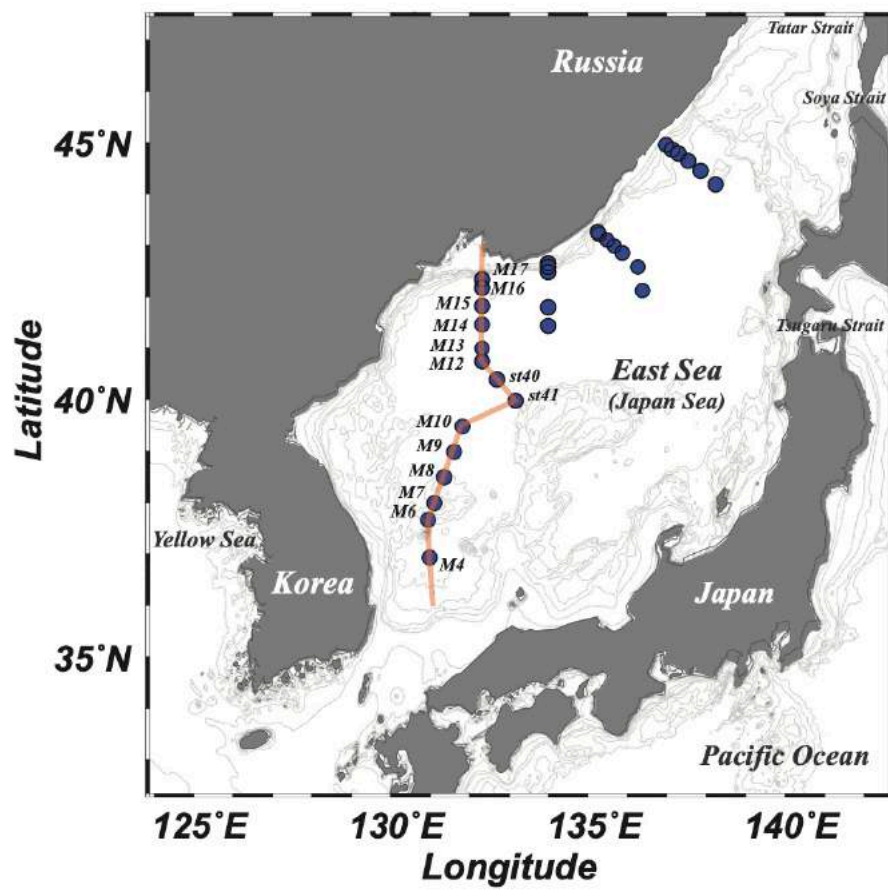 Tatar Strait
Russia
Soya Strait
45°N
M17
M16
M15
M14
Tsugaru Strait
M13
M12
East Sea
(Japan Sea)
st40
40°N
st41
M10
M9
M8
M7
M6
Yellow Sea
M4
Korea
Japan
35°N
Pacific Ocean
125°E 130°E 135°E 140°E
Longitude
Latitude